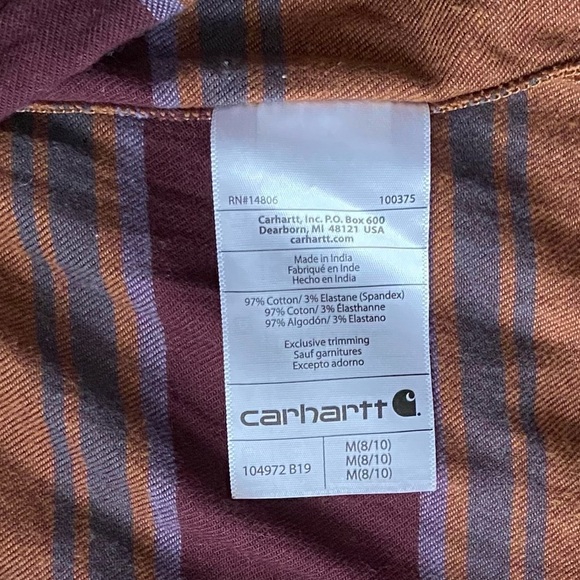 RN#14806 100375
Carhartt, Inc. P.O. Box 600
Dearborn, MI 48121 USA
carhartt.com
Made in India
Fabriqué en Inde
Hecho en India
97% Cotton/ 3% Elastane (Spandex)
97% Coton/ 3% Élasthanne
97% Algodón/ 3% Elastano
Exclusive trimming
Sauf garnitures
Excepto adorno
carhartt
104972 B19
M(8/10)
M(8/10)
M(8/10)